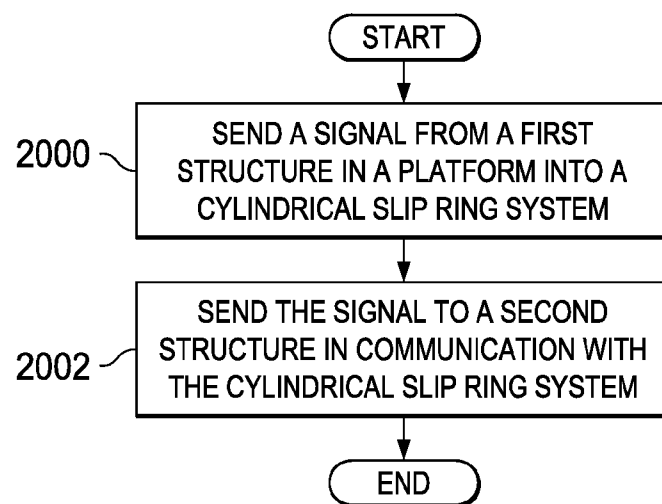 START
2000
SEND A SIGNAL FROM A FIRST
STRUCTURE IN A PLATFORM INTO A
CYLINDRICAL SLIP RING SYSTEM
2002
SEND THE SIGNAL TO A SECOND
STRUCTURE IN COMMUNICATION WITH
THE CYLINDRICAL SLIP RING SYSTEM
END